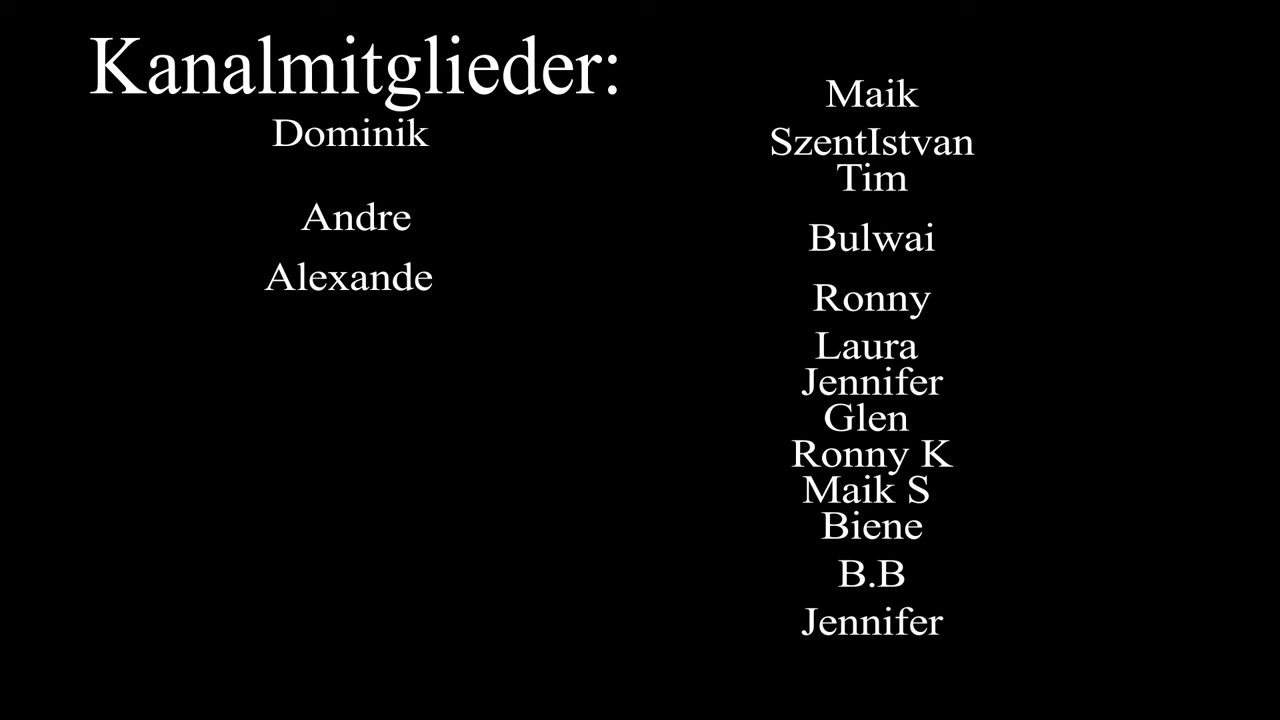 Kanalmitglieder:
Dominik
Andre
Alexande
Maik
SzentIstvan
Tim
Bulwai
Ronny
Laura
Jennifer
Glen
Ronny K
Maik S
Biene
B.B
Jennifer